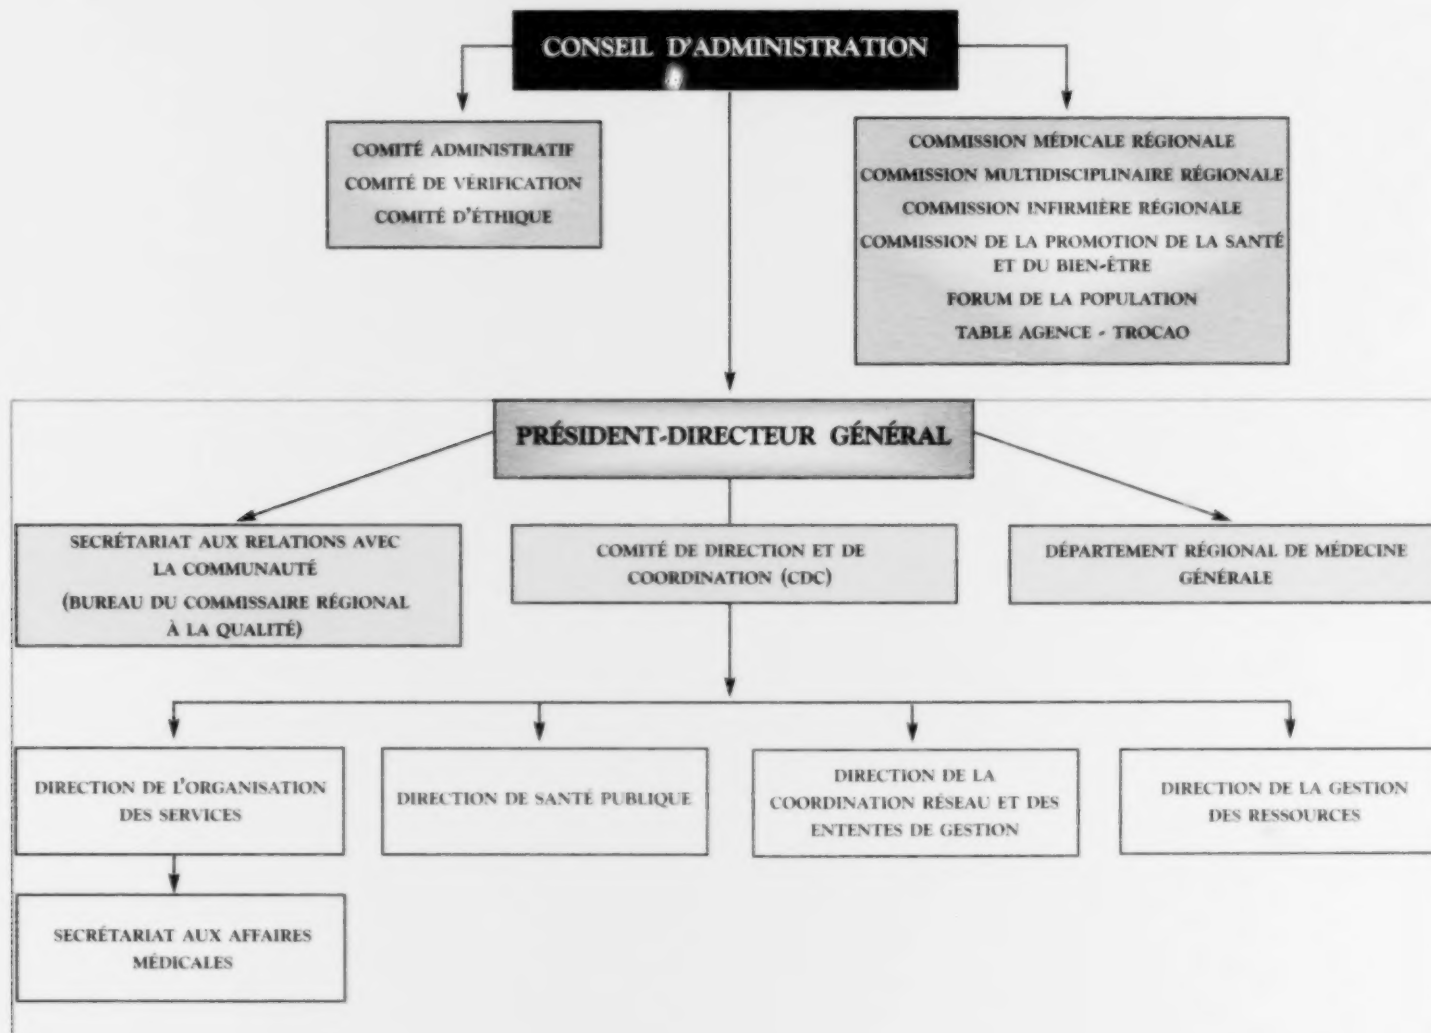 CONSEIL D'ADMINISTRATION
COMITÉ ADMINISTRATIF
COMITÉ DE VÉRIFICATION
COMITÉ D'ÉTHIQUE
COMMISSION MÉDICALE RÉGIONALE
COMMISSION MULTIDISCIPLINAIRE RÉGIONALE
COMMISSION INFIRMIÈRE RÉGIONALE
COMMISSION DE LA PROMOTION DE LA SANTÉ
ET DU BIEN-ÊTRE
FORUM DE LA POPULATION
TABLE AGENCE - TROCAO
PRÉSIDENT-DIRECTEUR GÉNÉRAL
SECRÉTARIAT AUX RELATIONS AVEC
LA COMMUNAUTÉ
(BUREAU DU COMMISSAIRE RÉGIONAL
À LA QUALITÉ)
COMITÉ DE DIRECTION ET DE
COORDINATION (CDC)
DÉPARTEMENT RÉGIONAL DE MÉDECINE
GÉNÉRALE
DIRECTION DE L'ORGANISATION
DES SERVICES
DIRECTION DE SANTÉ PUBLIQUE
DIRECTION DE LA
COORDINATION RÉSEAU ET DES
ENTENTES DE GESTION
DIRECTION DE LA GESTION
DES RESSOURCES
SECRÉTARIAT AUX AFFAIRES
MÉDICALES